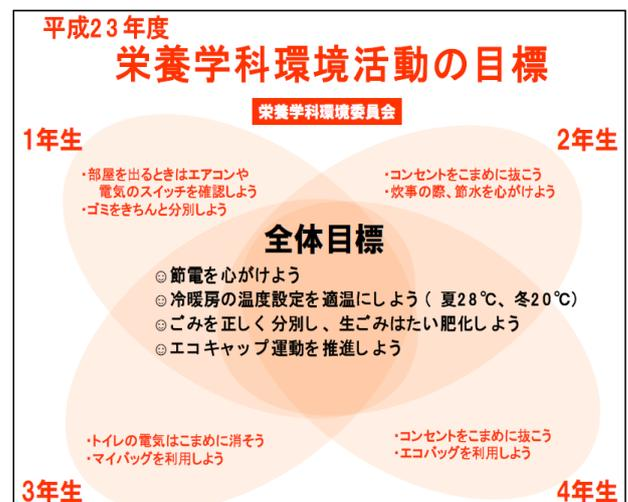 平成23年度
栄養学科環境活動の目標
栄養学科環境委員会
1年生
2年生
・部屋を出るときはエアコンや
電気のスイッチを確認しよう
・ゴミをきちんと分別しよう
・コンセントをこまめに抜こう
・炊事の際、節水を心がけよう
全体目標
☺節電を心がけよう
☺冷暖房の温度設定を適温にしよう（夏28℃、冬20℃）
☺ごみを正しく分別し、生ごみはたい肥化しよう
☺エコキャップ運動を推進しよう
・トイレの電気はこまめに消そう
・マイバッグを利用しよう
・コンセントをこまめに抜こう
・エコバッグを利用しよう
3年生
4年生